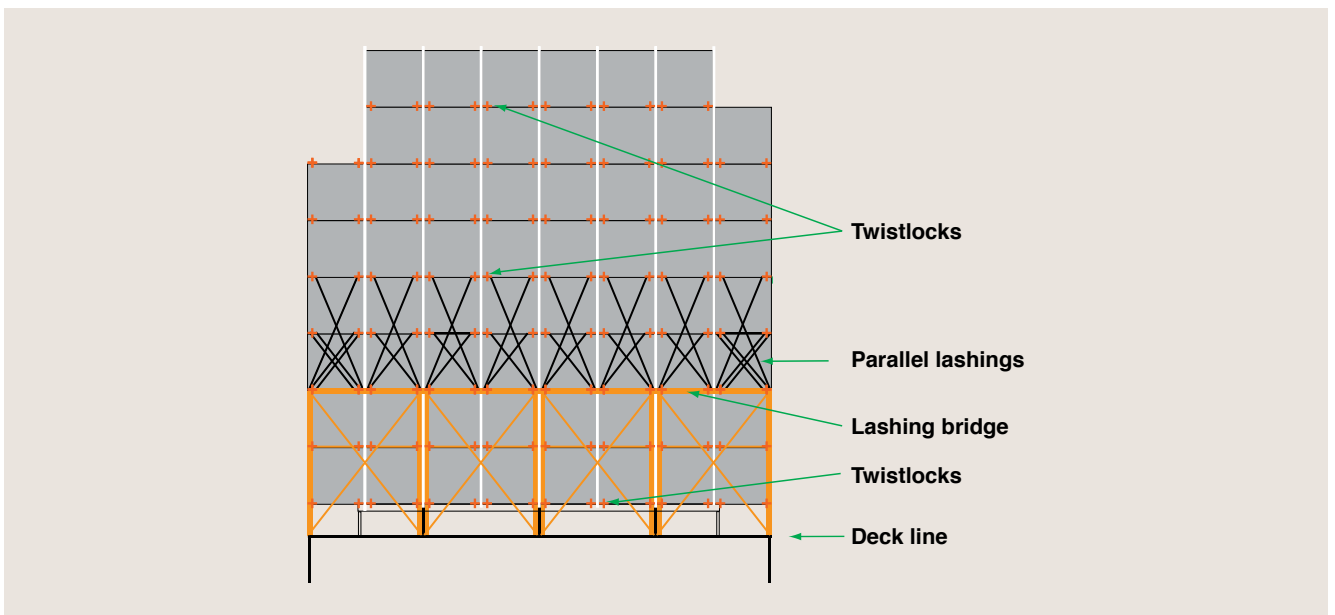 Twistlocks
Parallel lashings
Lashing bridge
Twistlocks
Deck line